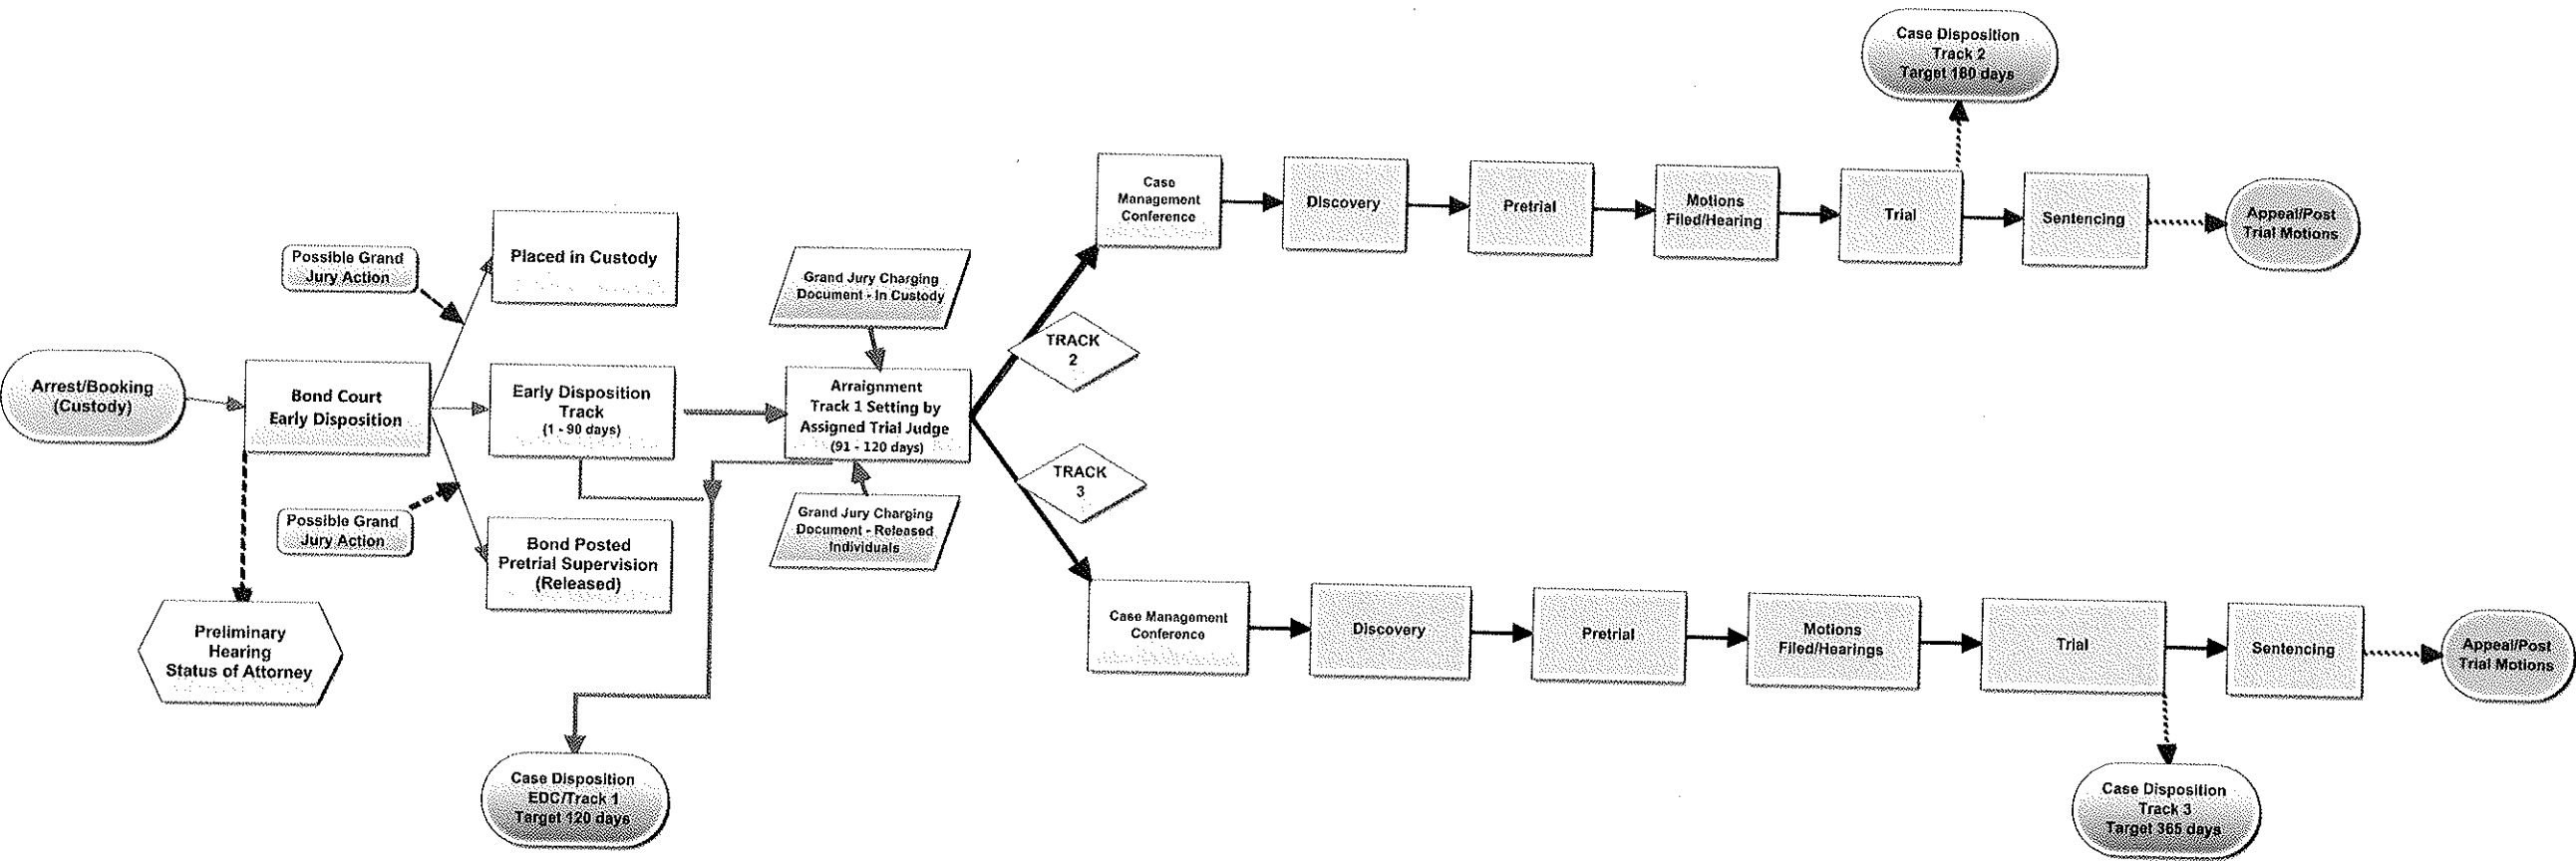 Arrest/Booking
(Custody)
Bond Court
Early Disposition
Preliminary
Hearing
Status of Attorney
Possible Grand
Jury Action
Possible Grand
Jury Action
Placed in Custody
Early Disposition
Track
(1 - 90 days)
Bond Posted
Pretrial Supervision
(Released)
Case Disposition
EDC/Track 1
Target 120 days
Grand Jury Charging
Document - In Custody
Arraignment
Track 1 Setting by
Assigned Trial Judge
(91 - 120 days)
Grand Jury Charging
Document - Released
Individuals
TRACK
2
Case
Management
Conference
Discovery
Pretrial
Motions
Filed/Hearing
Trial
Case Disposition
Track 2
Target 180 days
Sentencing
Appeal/Post
Trial Motions
TRACK
3
Case Management
Conference
Discovery
Pretrial
Motions
Filed/Hearings
Trial
Case Disposition
Track 3
Target 365 days
Sentencing
Appeal/Post
Trial Motions